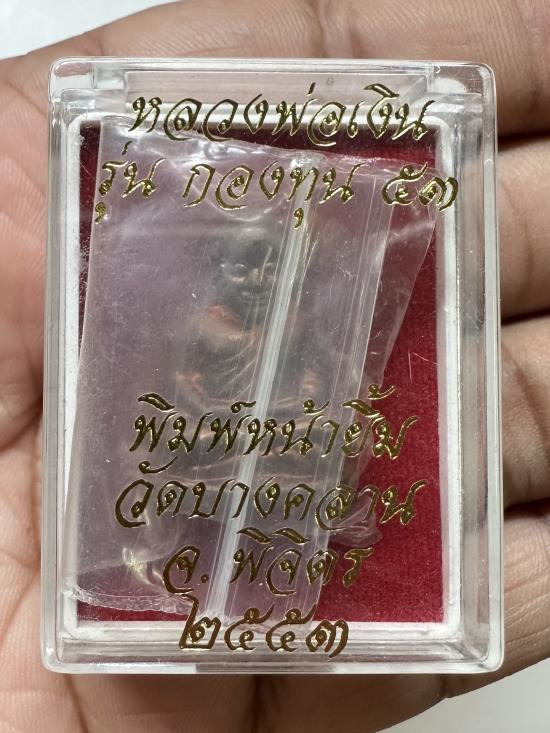 หลวงพ่อเงิน
รุ่น กองทุน ๕๓
พิมพ์หน้ายิ้ม
วัดบางคลาน
จ. พิจิตร
๒๕๕๓